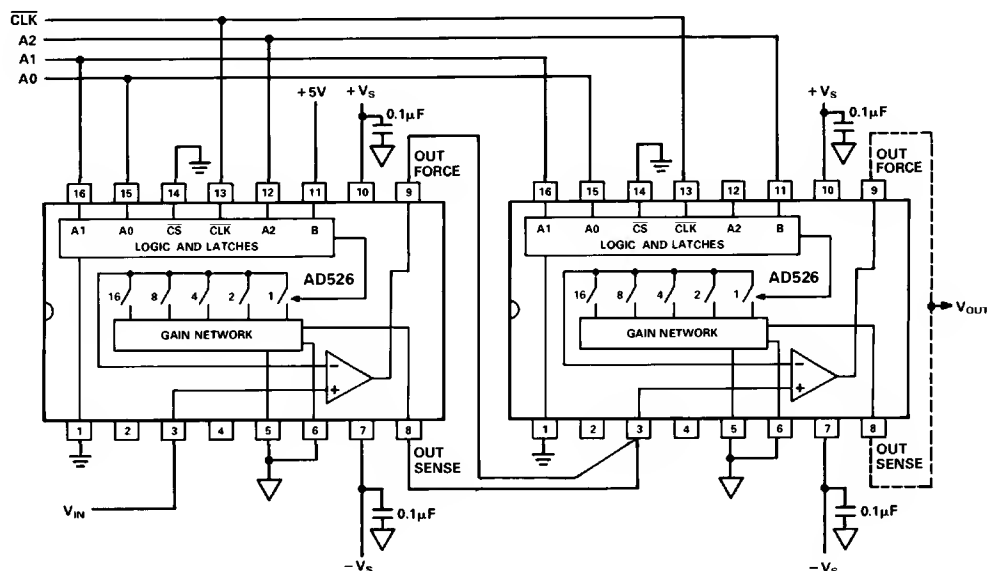 CLK
A2
A1
A0
+5V
+VS
0.1µF
OUT
FORCE
16
15
14
13
12
11
10
9
A1
A0
CS
CLK
A2
B
LOGIC AND LATCHES
AD526
16
8
4
2
1
GAIN NETWORK
−
+
1
2
3
4
5
6
7
8
OUT
SENSE
VIN
0.1µF
−VS
+VS
0.1µF
OUT
FORCE
16
15
14
13
12
11
10
9
A1
A0
CS
CLK
A2
B
LOGIC AND LATCHES
AD526
16
8
4
2
1
GAIN NETWORK
−
+
VOUT
1
2
3
4
5
6
7
8
OUT
SENSE
0.1µF
−VS